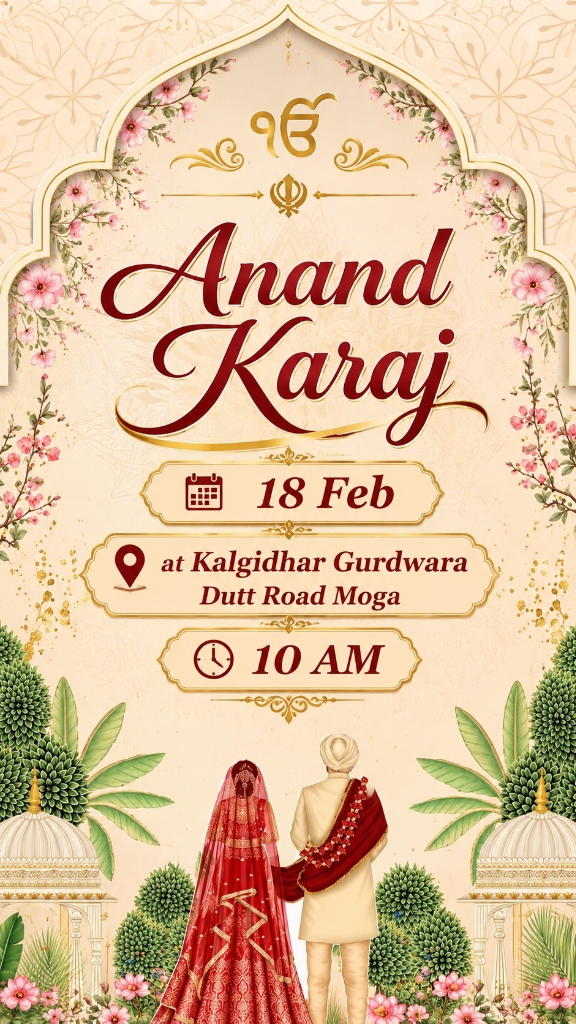 ੴ
Anand
Karaj
18 Feb
at Kalgidhar Gurdwara
Dutt Road Moga
10 AM